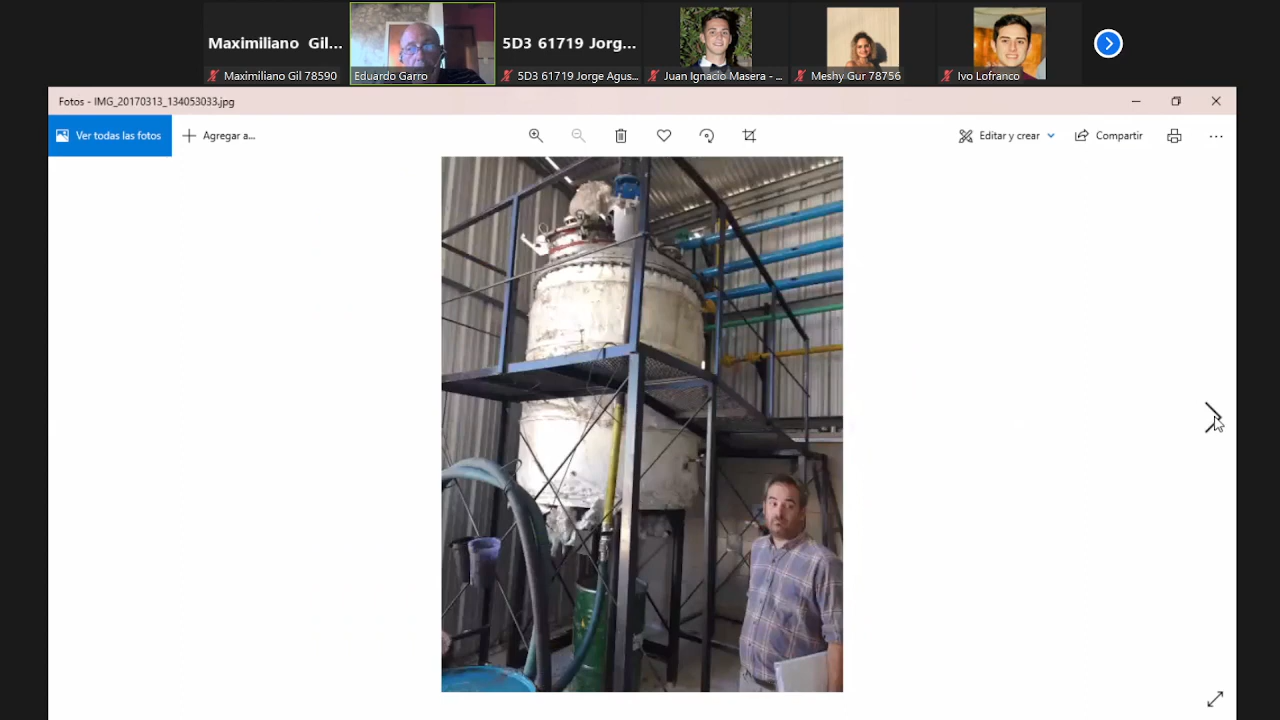 Maximiliano Gil...
5D3 61719 Jorg...
Maximiliano Gil 78590
Eduardo Garro
5D3 61719 Jorge Agus...
Juan Ignacio Masera - ...
Meshy Gur 78756
Ivo Lofranco
Fotos - IMG_20170313_134053033.jpg
Ver todas las fotos
Agregar a...
Editar y crear
Compartir